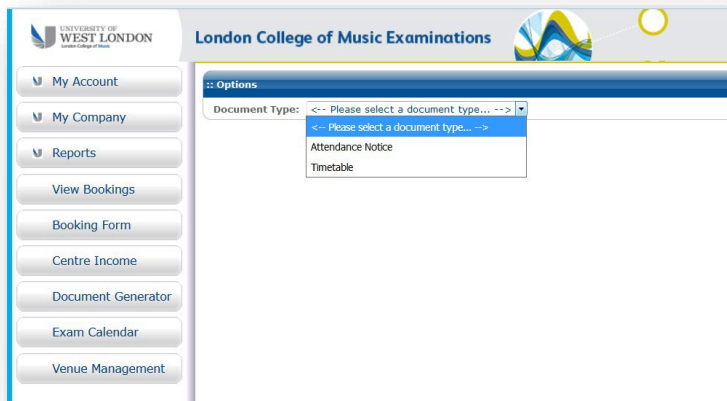 UNIVERSITY OF
WEST LONDON
London College of Music
London College of Music Examinations
My Account
My Company
Reports
View Bookings
Booking Form
Centre Income
Document Generator
Exam Calendar
Venue Management
:: Options
Document Type: <-- Please select a document type... -->
<-- Please select a document type... -->
Attendance Notice
Timetable